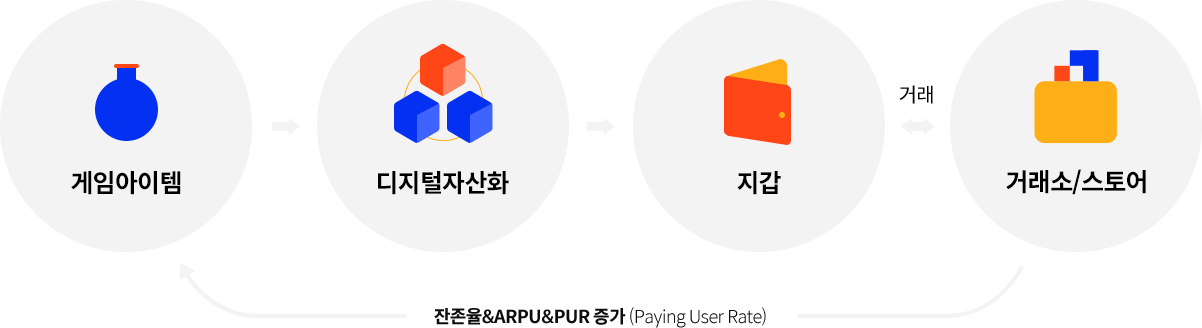 거래
게임아이템
디지털자산화
지갑
거래소/스토어
잔존율&ARPU&PUR 증가 (Paying User Rate)